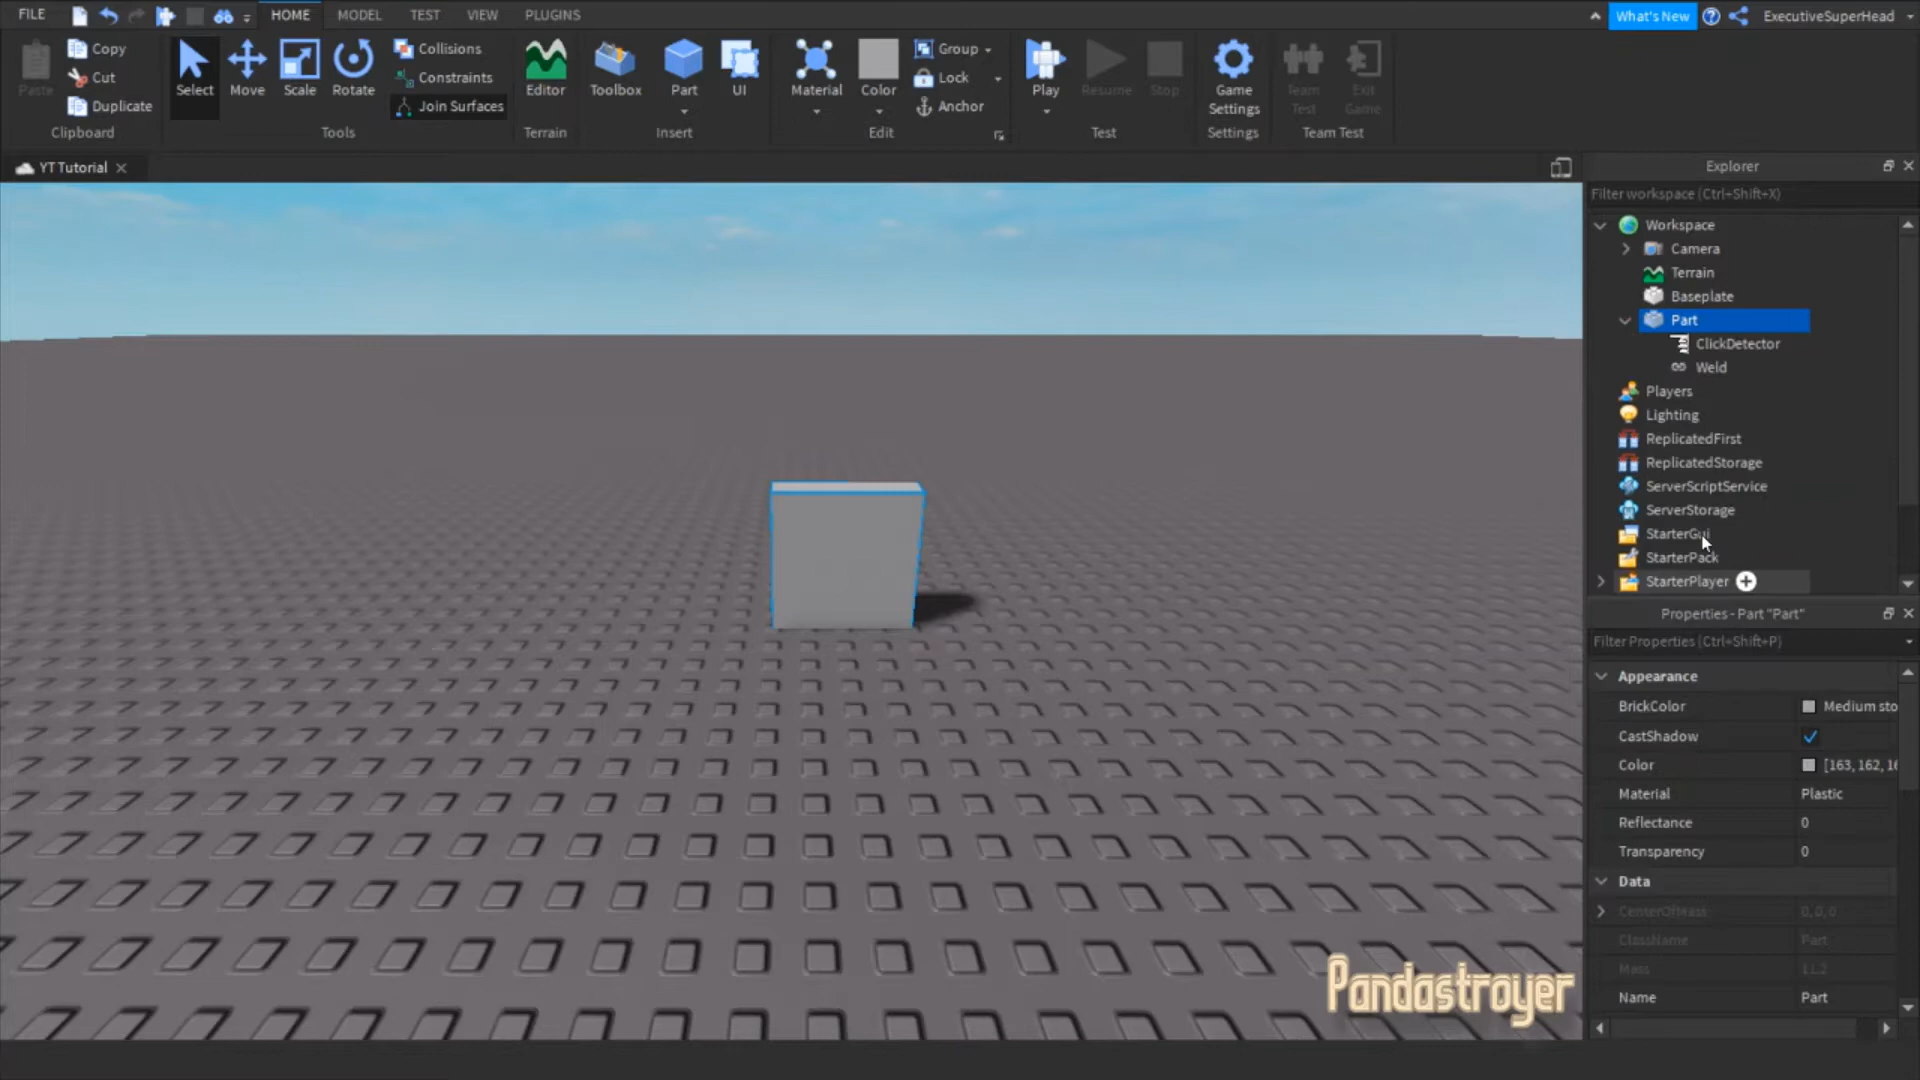 FILE HOME MODEL TEST VIEW PLUGINS What's New ExecutiveSuperHead
Paste Copy Cut Duplicate
Clipboard
Select Move Scale Rotate
Collisions
Constraints
Join Surfaces
Tools
Editor
Terrain
Toolbox Part UI
Insert
Material Color
Group
Lock
Anchor
Edit
Play Resume Stop
Test
Game Settings
Settings
Team Test Exit Game
Team Test
YT Tutorial
Explorer
Filter workspace (Ctrl+Shift+X)
Workspace
Camera
Terrain
Baseplate
Part
ClickDetector
Weld
Players
Lighting
ReplicatedFirst
ReplicatedStorage
ServerScriptService
ServerStorage
StarterGui
StarterPack
StarterPlayer
Properties - Part "Part"
Filter Properties (Ctrl+Shift+P)
Appearance
BrickColor Medium sto
CastShadow
Color [163, 162, 16
Material Plastic
Reflectance 0
Transparency 0
Data
CenterOfMass 0, 0, 0
ClassName Part
Mass 11.2
Name Part
Pandastroyer